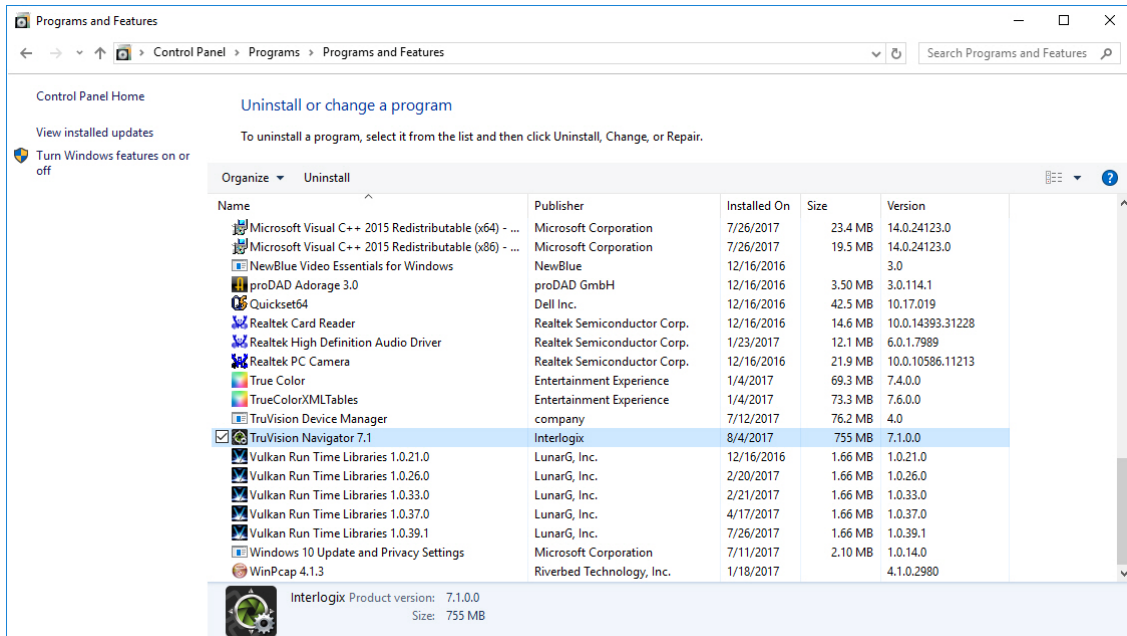 Programs and Features
Control Panel > Programs > Programs and Features
Search Programs and Features
Control Panel Home
View installed updates
Turn Windows features on or
off
Uninstall or change a program
To uninstall a program, select it from the list and then click Uninstall, Change, or Repair.
Organize Uninstall
Name Publisher Installed On Size Version
Microsoft Visual C++ 2015 Redistributable (x64) - ... Microsoft Corporation 7/26/2017 23.4 MB 14.0.24123.0
Microsoft Visual C++ 2015 Redistributable (x86) - ... Microsoft Corporation 7/26/2017 19.5 MB 14.0.24123.0
NewBlue Video Essentials for Windows NewBlue 12/16/2016 3.0
proDAD Adorage 3.0 proDAD GmbH 12/16/2016 3.50 MB 3.0.114.1
Quickset64 Dell Inc. 12/16/2016 42.5 MB 10.17.019
Realtek Card Reader Realtek Semiconductor Corp. 12/16/2016 14.6 MB 10.0.14393.31228
Realtek High Definition Audio Driver Realtek Semiconductor Corp. 1/23/2017 12.1 MB 6.0.1.7989
Realtek PC Camera Realtek Semiconductor Corp. 12/16/2016 21.9 MB 10.0.10586.11213
True Color Entertainment Experience 1/4/2017 69.3 MB 7.4.0.0
TrueColorXMLTables Entertainment Experience 1/4/2017 73.3 MB 7.6.0.0
TruVision Device Manager company 7/12/2017 76.2 MB 4.0
TruVision Navigator 7.1 Interlogix 8/4/2017 755 MB 7.1.0.0
Vulkan Run Time Libraries 1.0.21.0 LunarG, Inc. 12/16/2016 1.66 MB 1.0.21.0
Vulkan Run Time Libraries 1.0.26.0 LunarG, Inc. 2/20/2017 1.66 MB 1.0.26.0
Vulkan Run Time Libraries 1.0.33.0 LunarG, Inc. 2/21/2017 1.66 MB 1.0.33.0
Vulkan Run Time Libraries 1.0.37.0 LunarG, Inc. 4/17/2017 1.66 MB 1.0.37.0
Vulkan Run Time Libraries 1.0.39.1 LunarG, Inc. 7/26/2017 1.66 MB 1.0.39.1
Windows 10 Update and Privacy Settings Microsoft Corporation 7/11/2017 2.10 MB 1.0.14.0
WinPcap 4.1.3 Riverbed Technology, Inc. 1/18/2017 4.1.0.2980
Interlogix Product version: 7.1.0.0
Size: 755 MB